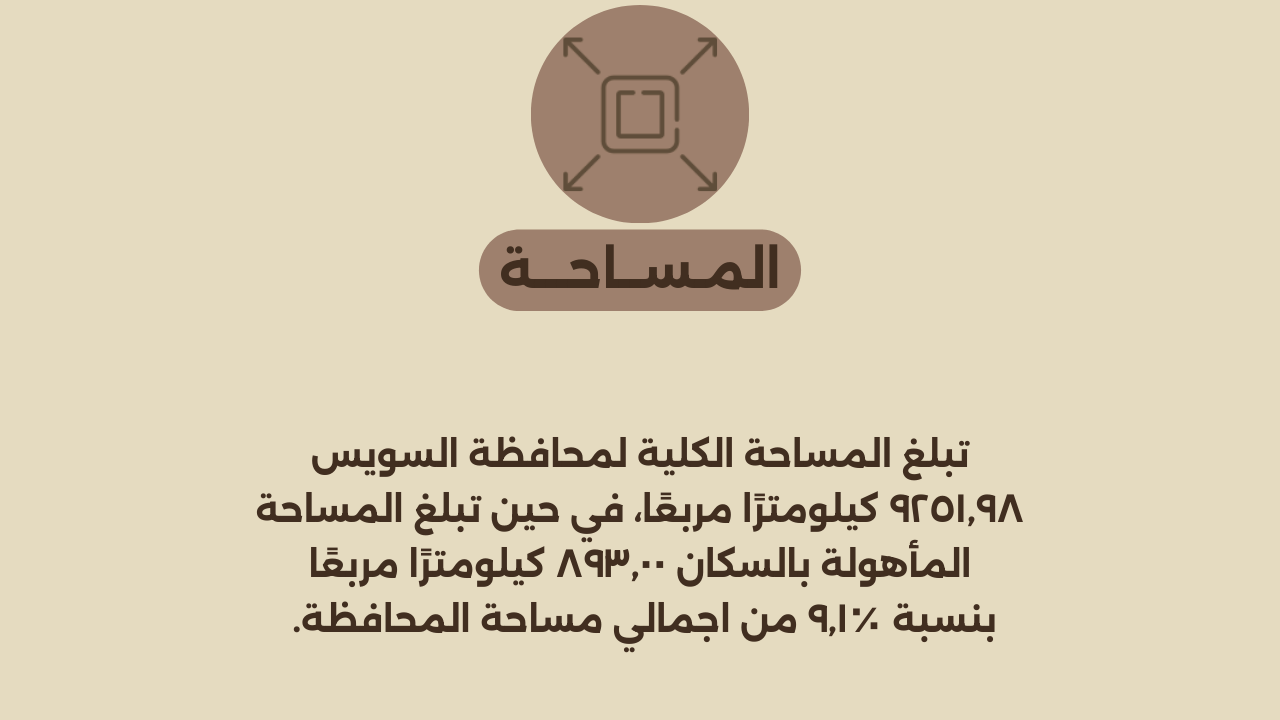 المساحة
تبلغ المساحة الكلية لمحافظة السويس
٩٢٥١,٩٨ كيلومترًا مربعًا، في حين تبلغ المساحة
المأهولة بالسكان ٨٩٣,٠٠ كيلومترًا مربعًا
بنسبة ٩,١٪ من اجمالي مساحة المحافظة.